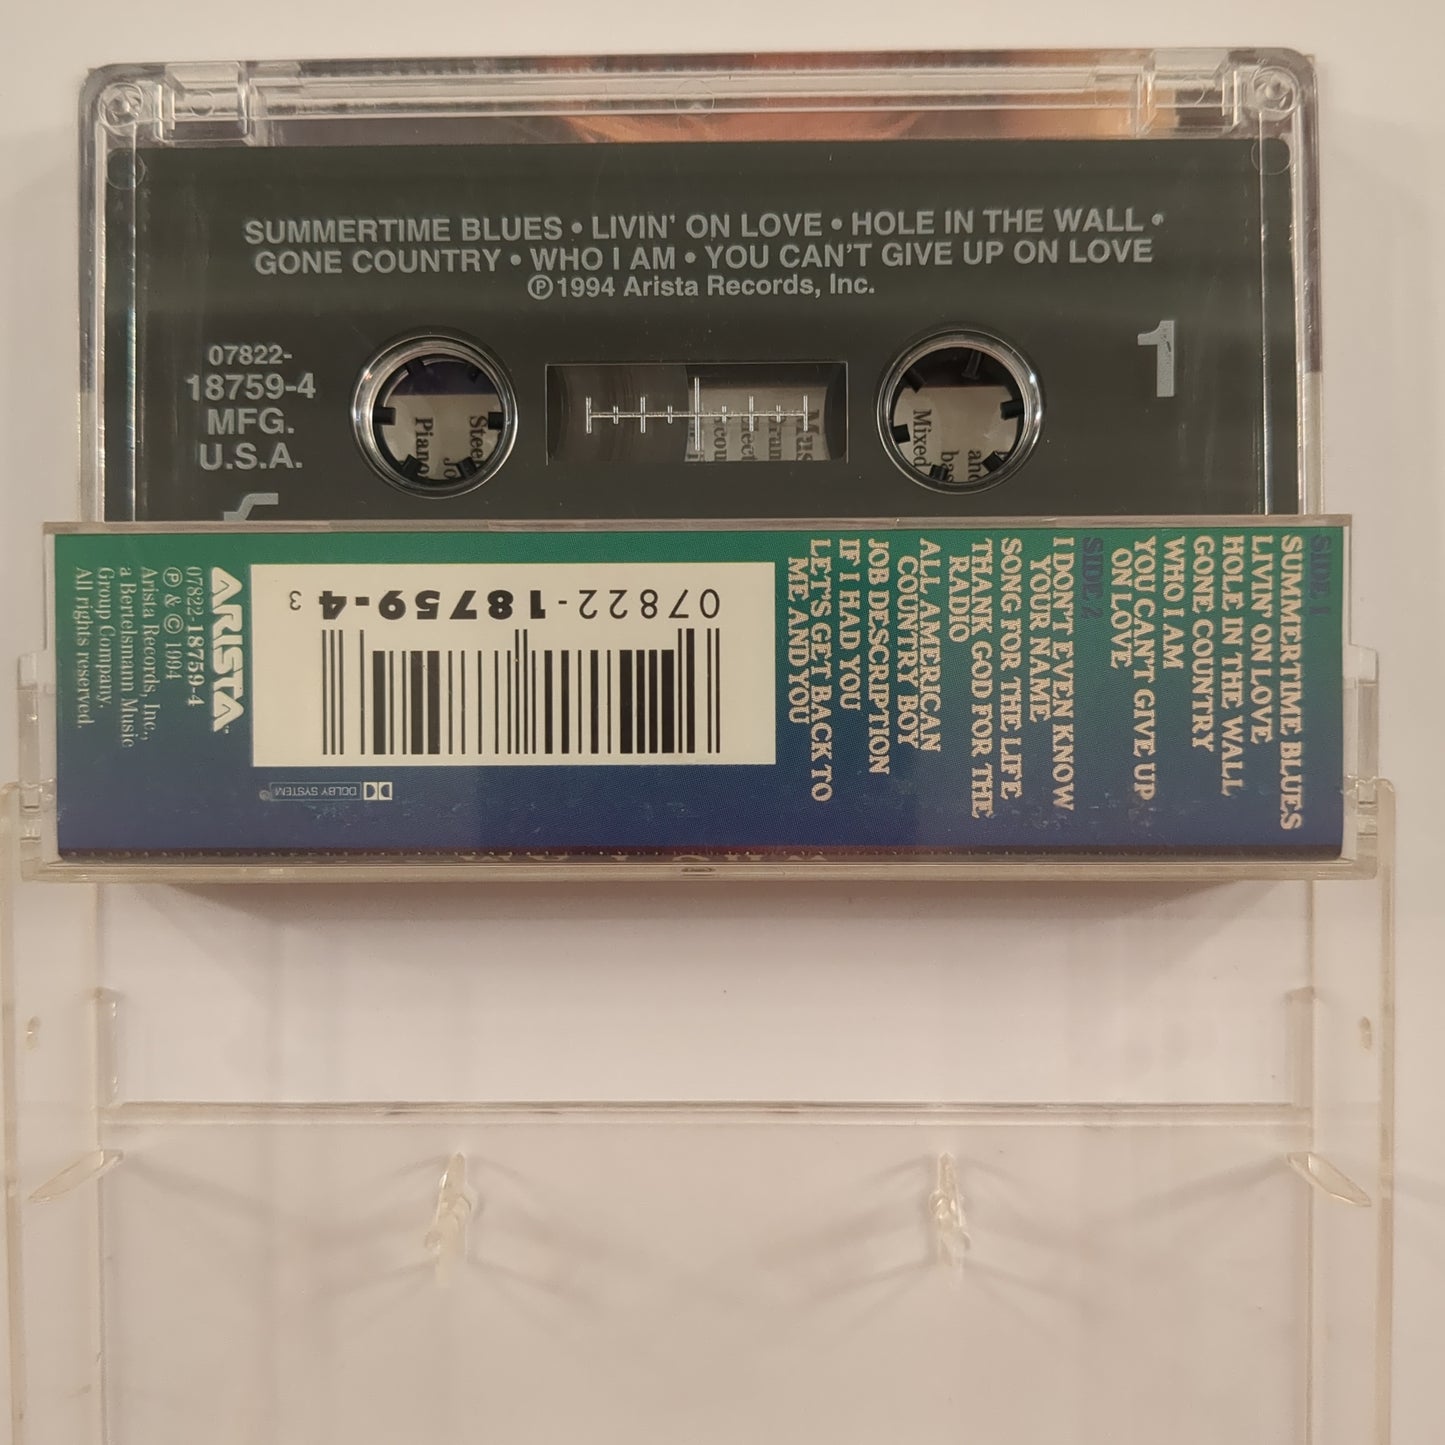 SUMMERTIME BLUES • LIVIN' ON LOVE • HOLE IN THE WALL •
GONE COUNTRY • WHO I AM • YOU CAN'T GIVE UP ON LOVE
℗ 1994 Arista Records, Inc.
07822-
18759-4
MFG.
U.S.A.
1
Steel
Piano
and
Mixed
SIDE 1
SUMMERTIME BLUES
LIVIN' ON LOVE
HOLE IN THE WALL
GONE COUNTRY
WHO I AM
YOU CAN'T GIVE UP
ON LOVE
SIDE 2
I DON'T EVEN KNOW
YOUR NAME
SONG FOR THE LIFE
THANK GOD FOR THE
RADIO
ALL AMERICAN
COUNTRY BOY
JOB DESCRIPTION
IF I HAD YOU
LET'S GET BACK TO
ME AND YOU
07822-18759-4 3
DOLBY SYSTEM®
ARISTA™
07822-18759-4
℗ & © 1994
Arista Records, Inc.,
a Bertelsmann Music
Group Company.
All rights reserved.